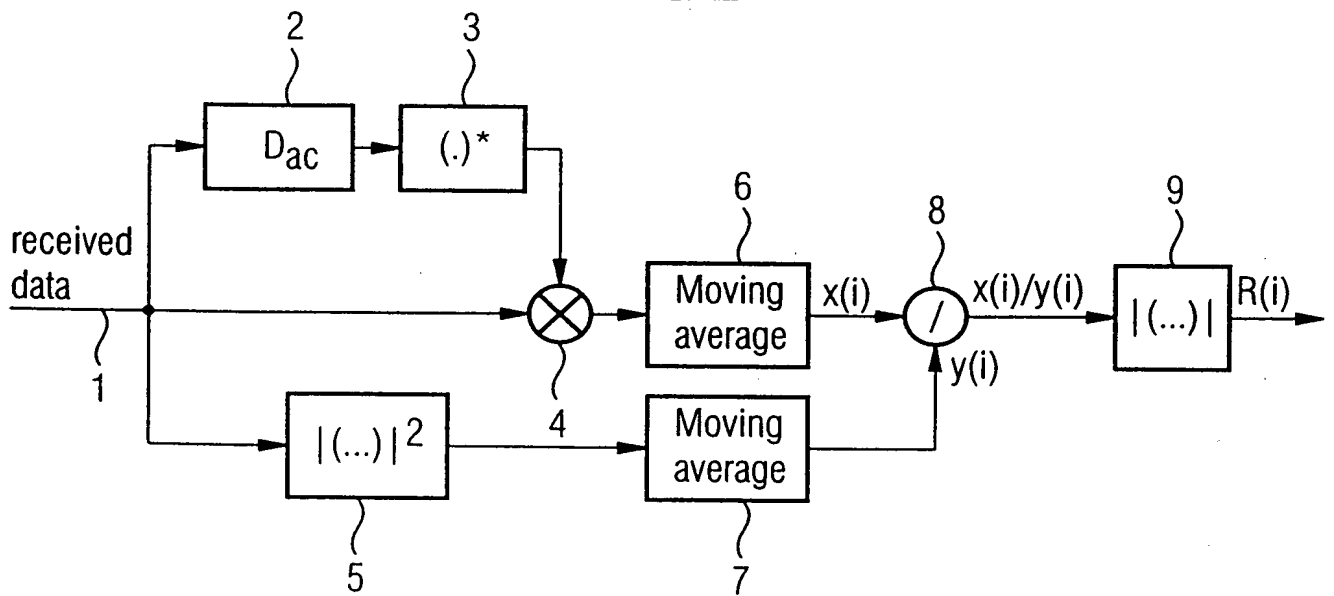 2
3
D_ac
(.)*
received
data
1
4
6
Moving
average
x(i)
8
/
x(i)/y(i)
9
|(...)|
R(i)
y(i)
|(...)|²
5
Moving
average
7